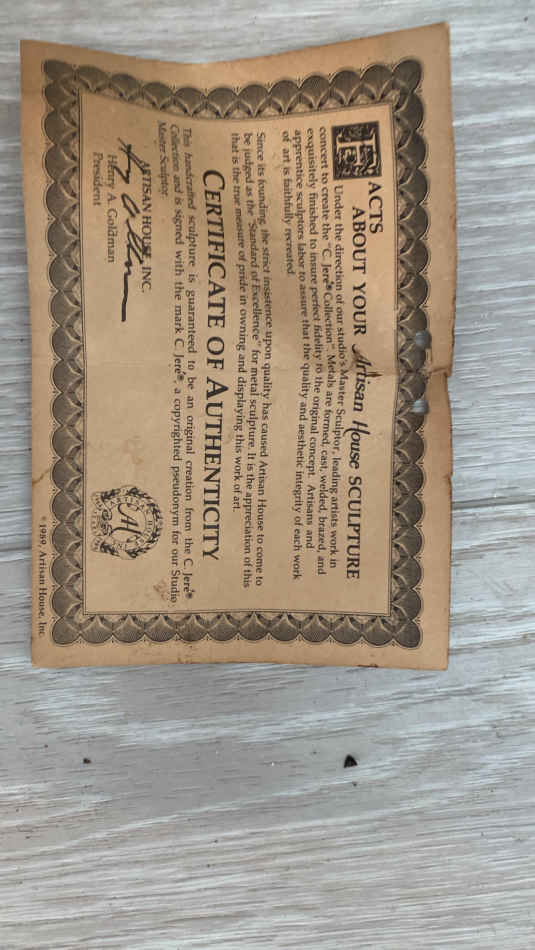 FACTS
ABOUT YOUR Artisan House SCULPTURE
Under the direction of our studio's Master Sculptor, leading artists work in
concert to create the "C. Jeré® Collection". Metals are formed, cast, welded, brazed, and
exquisitely finished to insure perfect fidelity to the original concept. Artisans and
apprentice sculptors labor to assure that the quality and aesthetic integrity of each work
of art is faithfully recreated.
Since its founding, the strict insistence upon quality has caused Artisan House to come to
be judged as the "Standard of Excellence" for metal sculpture. It is the appreciation of this
that is the true measure of pride in owning and displaying this work of art.
CERTIFICATE OF AUTHENTICITY
This handcrafted sculpture is guaranteed to be an original creation from the C. Jeré®
Collection and is signed with the mark C. Jeré®, a copyrighted pseudonym for our Studio
Master Sculptor.
ARTISAN HOUSE, INC.
Henry A. Goldman
President
AH
© 1989, Artisan House, Inc.